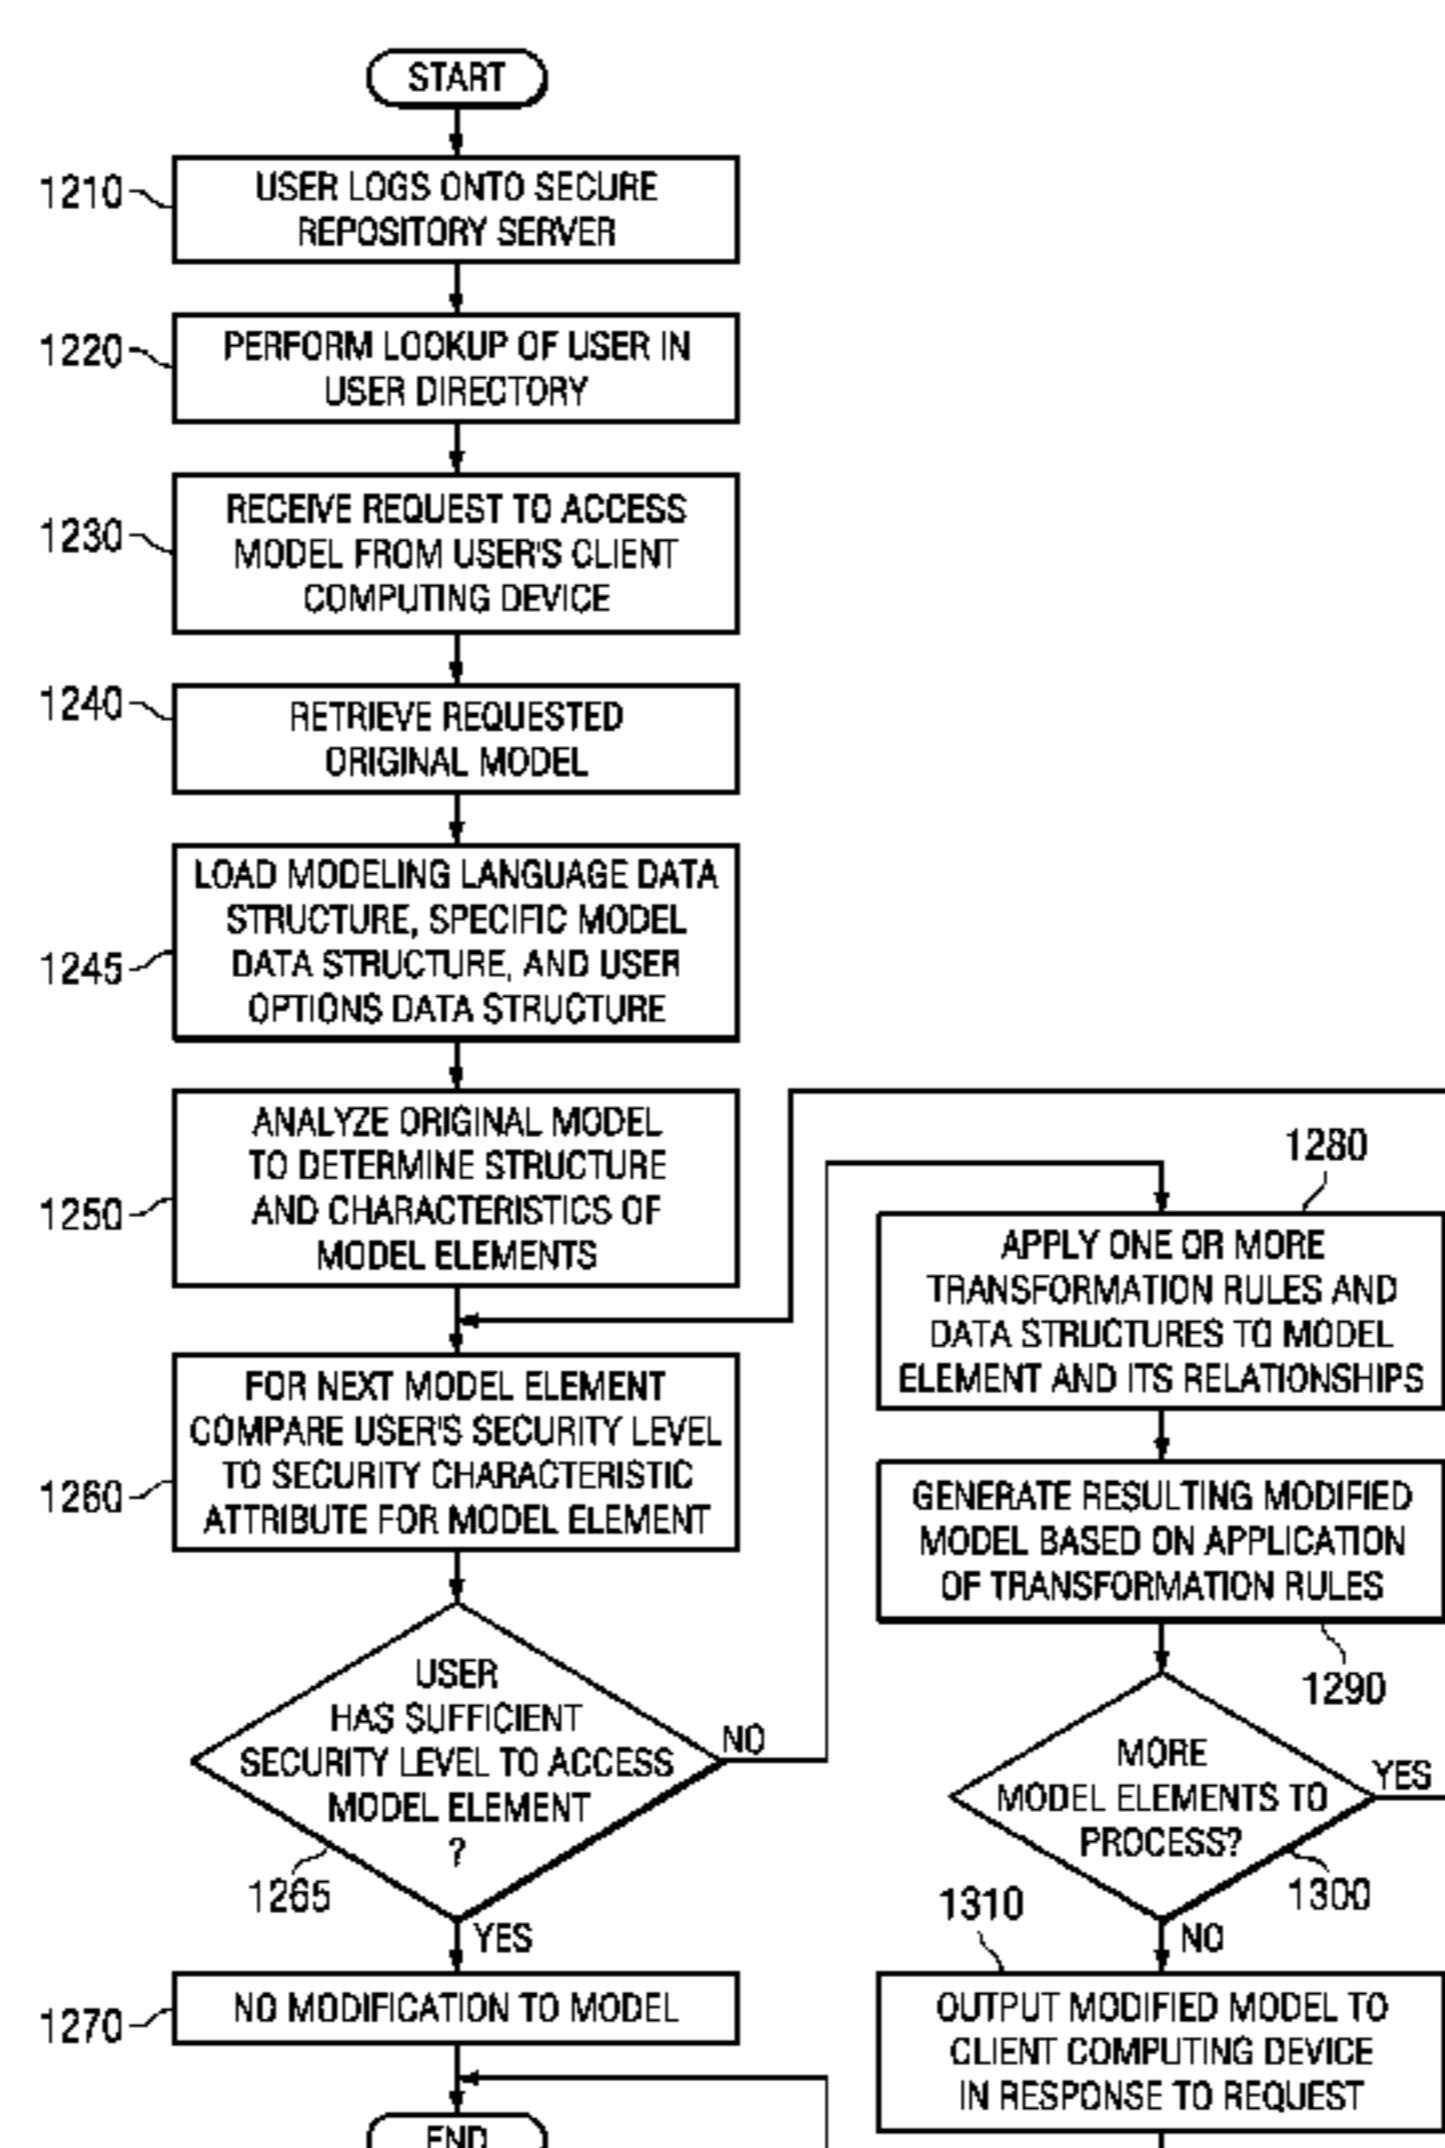 START
1210
USER LOGS ONTO SECURE
REPOSITORY SERVER
1220
PERFORM LOOKUP OF USER IN
USER DIRECTORY
1230
RECEIVE REQUEST TO ACCESS
MODEL FROM USER'S CLIENT
COMPUTING DEVICE
1240
RETRIEVE REQUESTED
ORIGINAL MODEL
1245
LOAD MODELING LANGUAGE DATA
STRUCTURE, SPECIFIC MODEL
DATA STRUCTURE, AND USER
OPTIONS DATA STRUCTURE
1250
ANALYZE ORIGINAL MODEL
TO DETERMINE STRUCTURE
AND CHARACTERISTICS OF
MODEL ELEMENTS
1260
FOR NEXT MODEL ELEMENT
COMPARE USER'S SECURITY LEVEL
TO SECURITY CHARACTERISTIC
ATTRIBUTE FOR MODEL ELEMENT
USER
HAS SUFFICIENT
SECURITY LEVEL TO ACCESS
MODEL ELEMENT
?
1265
NO
YES
1270
NO MODIFICATION TO MODEL
END
1280
APPLY ONE OR MORE
TRANSFORMATION RULES AND
DATA STRUCTURES TO MODEL
ELEMENT AND ITS RELATIONSHIPS
GENERATE RESULTING MODIFIED
MODEL BASED ON APPLICATION
OF TRANSFORMATION RULES
1290
MORE
MODEL ELEMENTS TO
PROCESS?
YES
1300
NO
1310
OUTPUT MODIFIED MODEL TO
CLIENT COMPUTING DEVICE
IN RESPONSE TO REQUEST